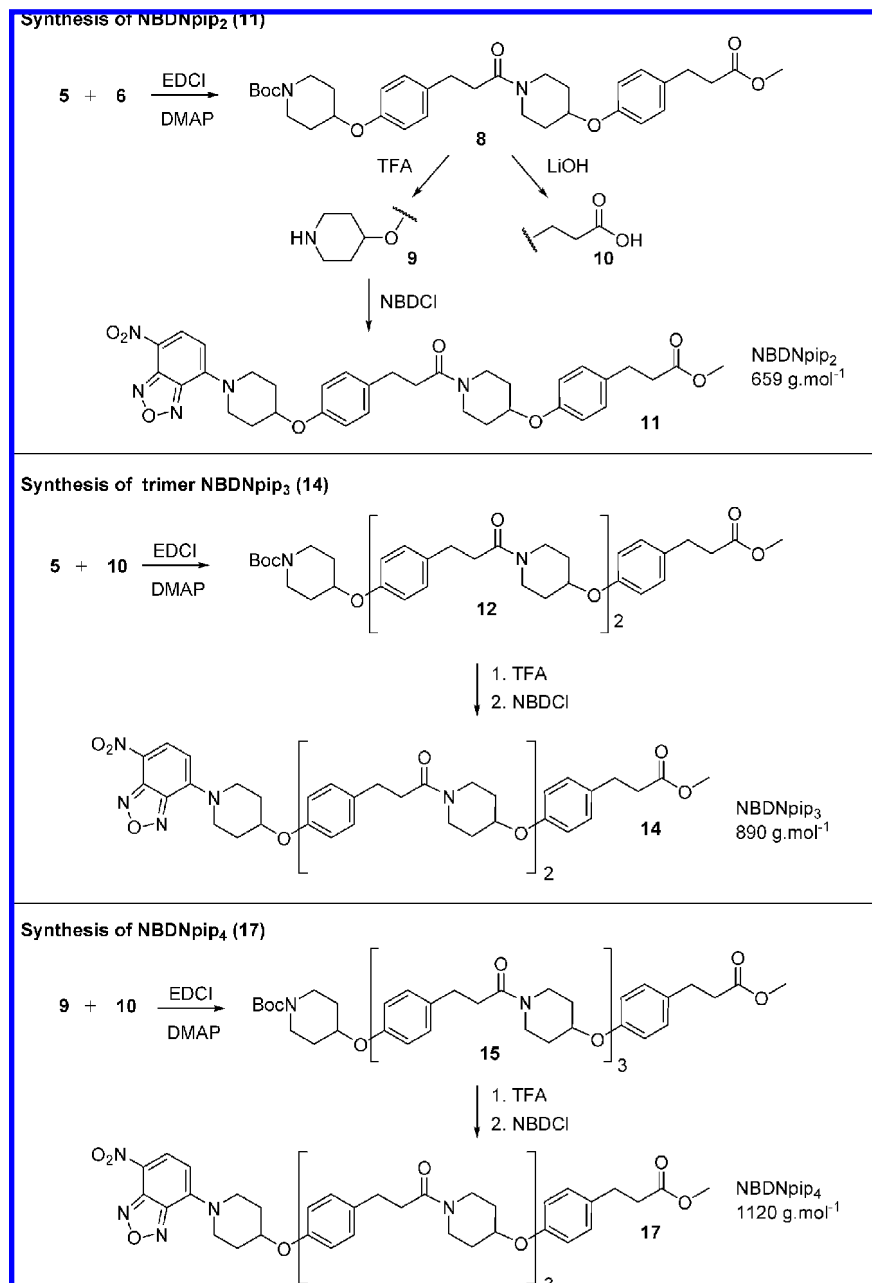 Synthesis of NBDNpip2 (11)
5 + 6
EDCI
DMAP
BocN
O
O
N
O
O
O
8
TFA
LiOH
HN
O
9
O
OH
10
NBDCl
O2N
N
O
N
N
O
O
N
O
O
O
11
NBDNpip2
659 g.mol-1
Synthesis of trimer NBDNpip3 (14)
5 + 10
EDCI
DMAP
BocN
O
O
N
O
O
O
12
2
1. TFA
2. NBDCl
O2N
N
O
N
N
O
O
N
O
O
O
14
2
NBDNpip3
890 g.mol-1
Synthesis of NBDNpip4 (17)
9 + 10
EDCI
DMAP
BocN
O
O
N
O
O
O
15
3
1. TFA
2. NBDCl
O2N
N
O
N
N
O
O
N
O
O
O
17
3
NBDNpip4
1120 g.mol-1